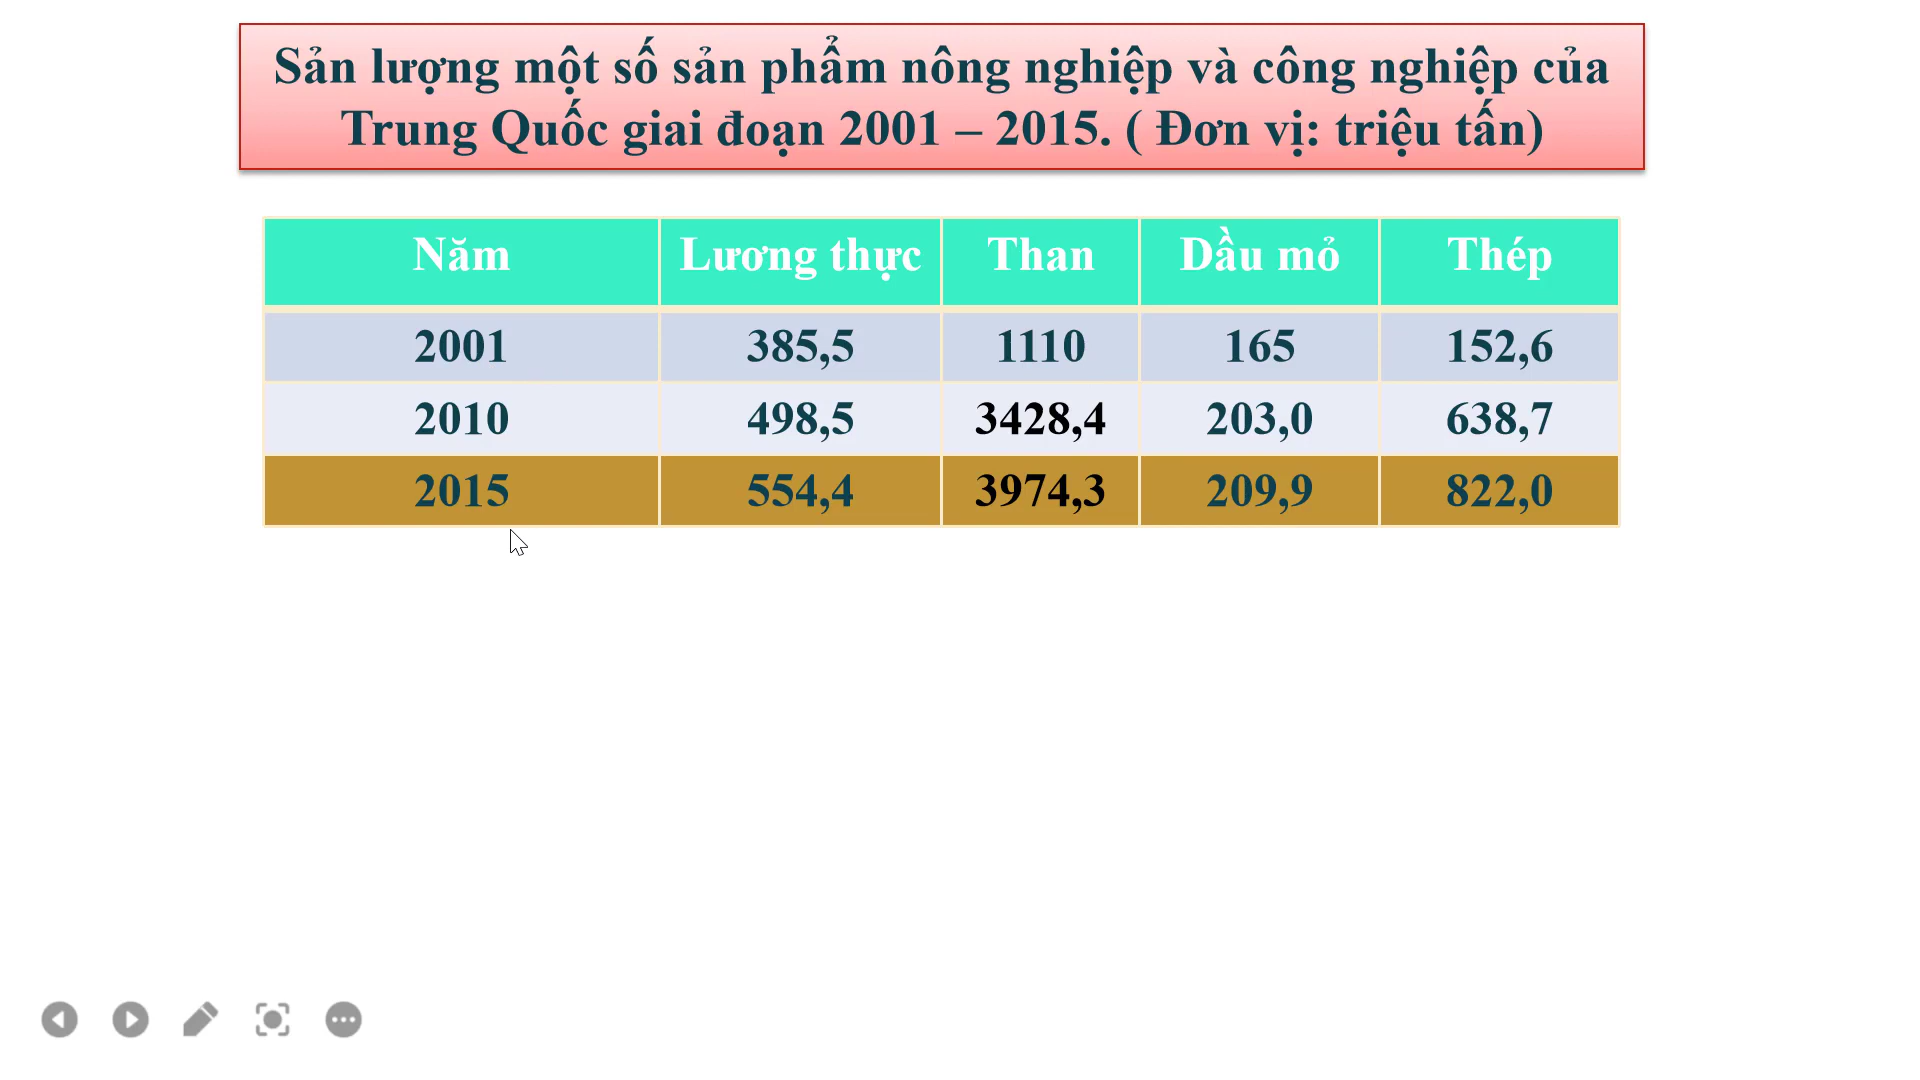 Sản lượng một số sản phẩm nông nghiệp và công nghiệp của
Trung Quốc giai đoạn 2001 – 2015. ( Đơn vị: triệu tấn)
Năm Lương thực Than Dầu mỏ Thép
2001 385,5 1110 165 152,6
2010 498,5 3428,4 203,0 638,7
2015 554,4 3974,3 209,9 822,0